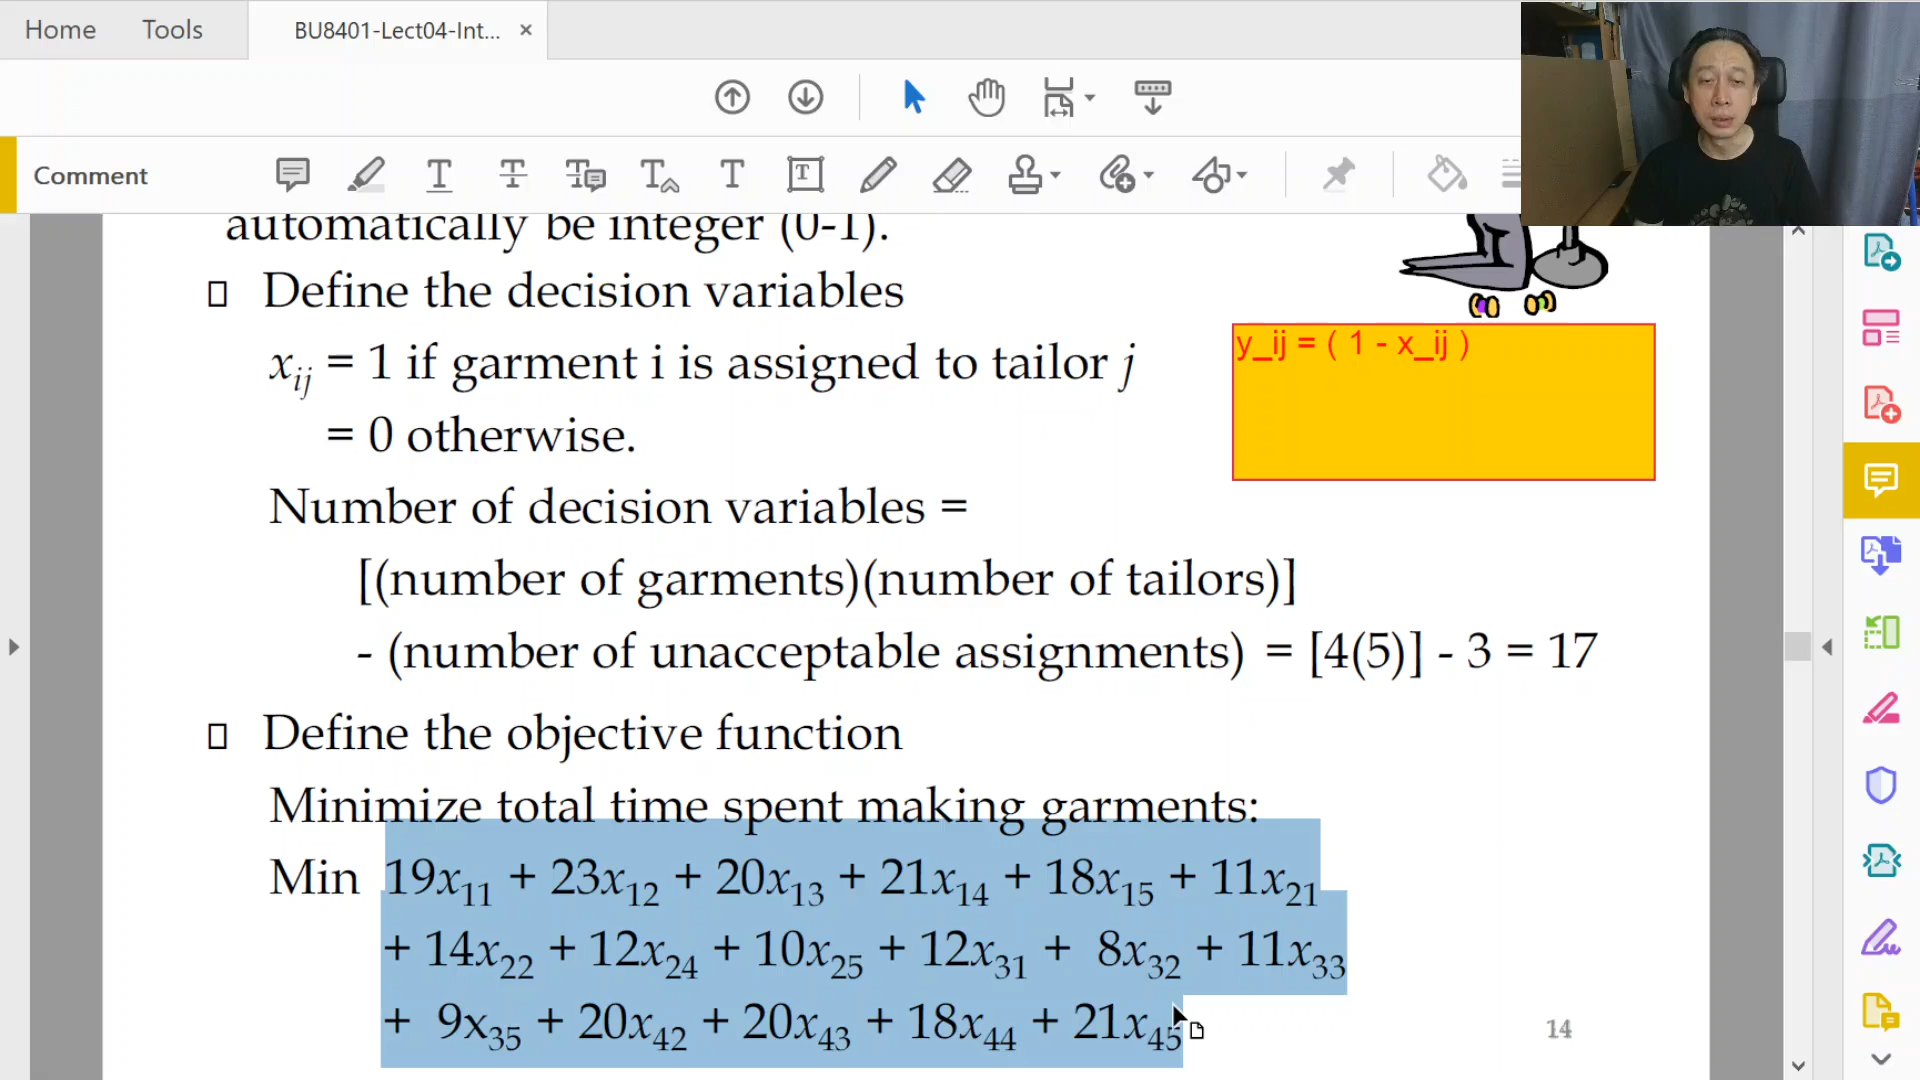 Home Tools BU8401-Lect04-Int... ×
Comment
automatically be integer (0-1).
Define the decision variables
x_ij = 1 if garment i is assigned to tailor j
= 0 otherwise.
y_ij = ( 1 - x_ij )
Number of decision variables =
[(number of garments)(number of tailors)]
- (number of unacceptable assignments) = [4(5)] - 3 = 17
Define the objective function
Minimize total time spent making garments:
Min 19x₁₁ + 23x₁₂ + 20x₁₃ + 21x₁₄ + 18x₁₅ + 11x₂₁
+ 14x₂₂ + 12x₂₄ + 10x₂₅ + 12x₃₁ + 8x₃₂ + 11x₃₃
+ 9x₃₅ + 20x₄₂ + 20x₄₃ + 18x₄₄ + 21x₄₅
14